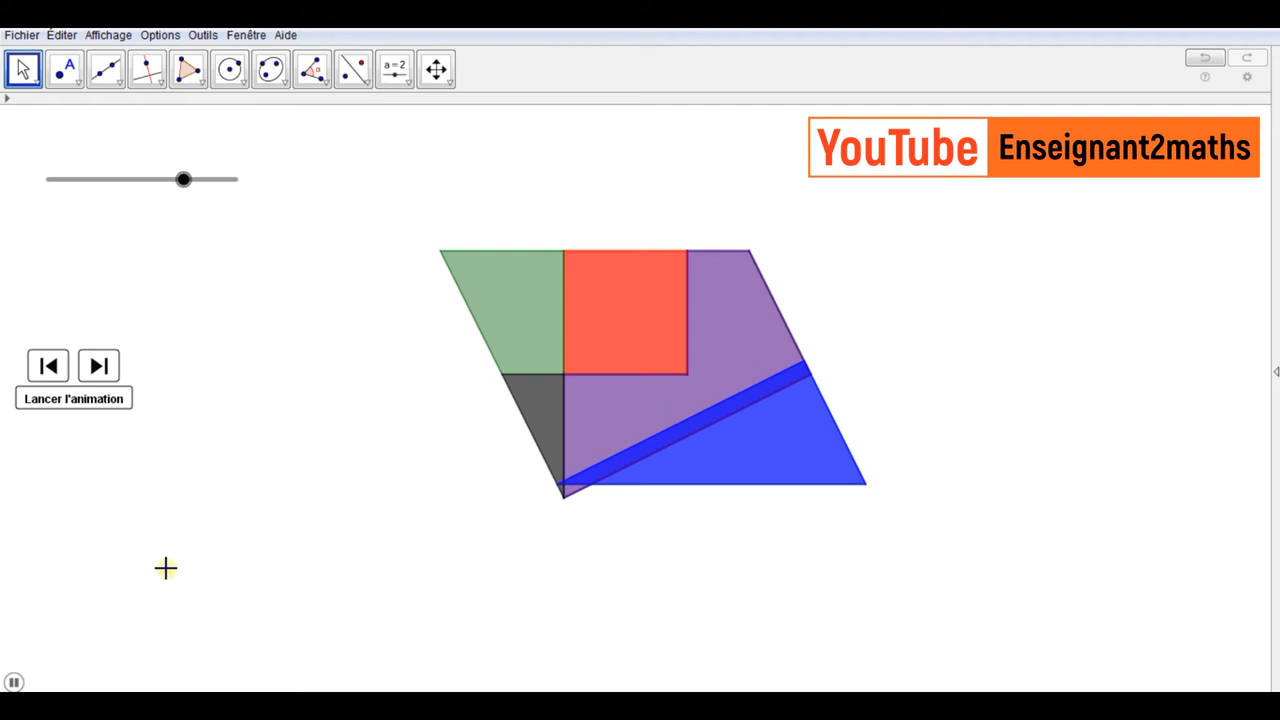 Fichier Éditer Affichage Options Outils Fenêtre Aide
A
α
a = 2
YouTube Enseignant2maths
Lancer l'animation